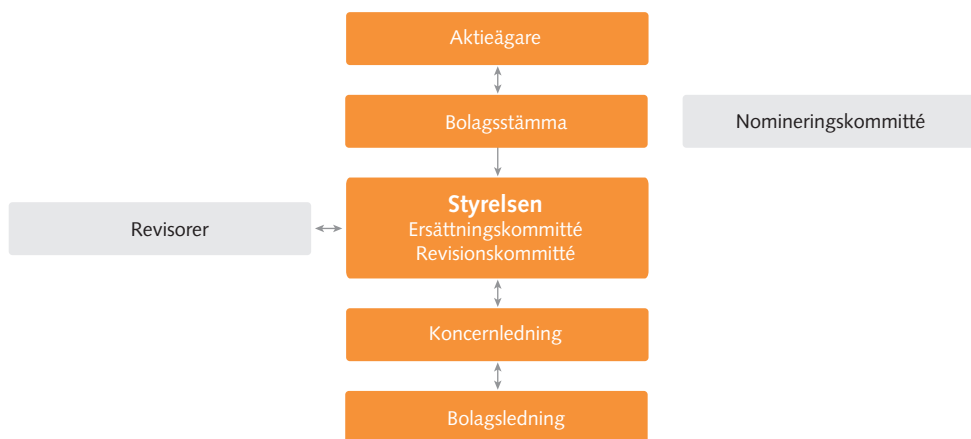 Aktieägare
Bolagsstämma
Nomineringskommitté
Styrelsen
Ersättningskommitté
Revisionskommitté
Revisorer
Koncernledning
Bolagsledning